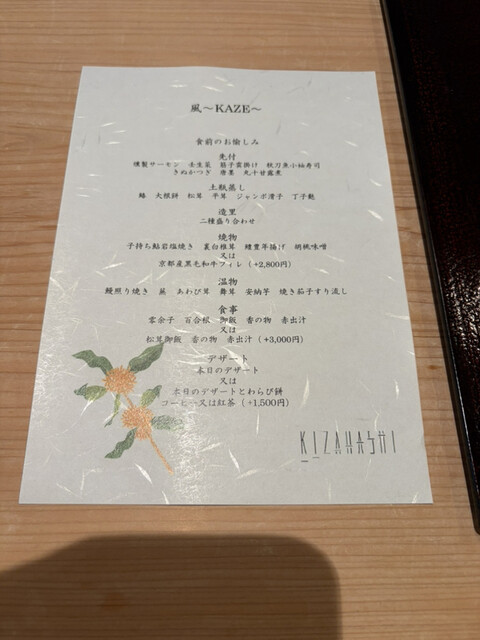 風～KAZE～
食前のお愉しみ
先付
燻製サーモン 壬生菜 筋子霙掛け 秋刀魚小袖寿司
きぬかつぎ 唐墨 丸十甘露煮
土瓶蒸し
鱧 大根餅 松茸 平茸 ジャンボ滑子 丁子麩
造里
二種盛り合わせ
焼物
子持ち鮎岩塩焼き 裏白椎茸 鱧豊年揚げ 胡桃味噌
又は
京都産黒毛和牛フィレ（+2,800円）
温物
鰻照り焼き 蕪 あわび茸 舞茸 安納芋 焼き茄子すり流し
食事
零余子 百合根 御飯 香の物 赤出汁
又は
松茸御飯 香の物 赤出汁（+3,000円）
デザート
本日のデザート
又は
本日のデザートとわらび餅
コーヒー又は紅茶（+1,500円）
KIZAHASHI